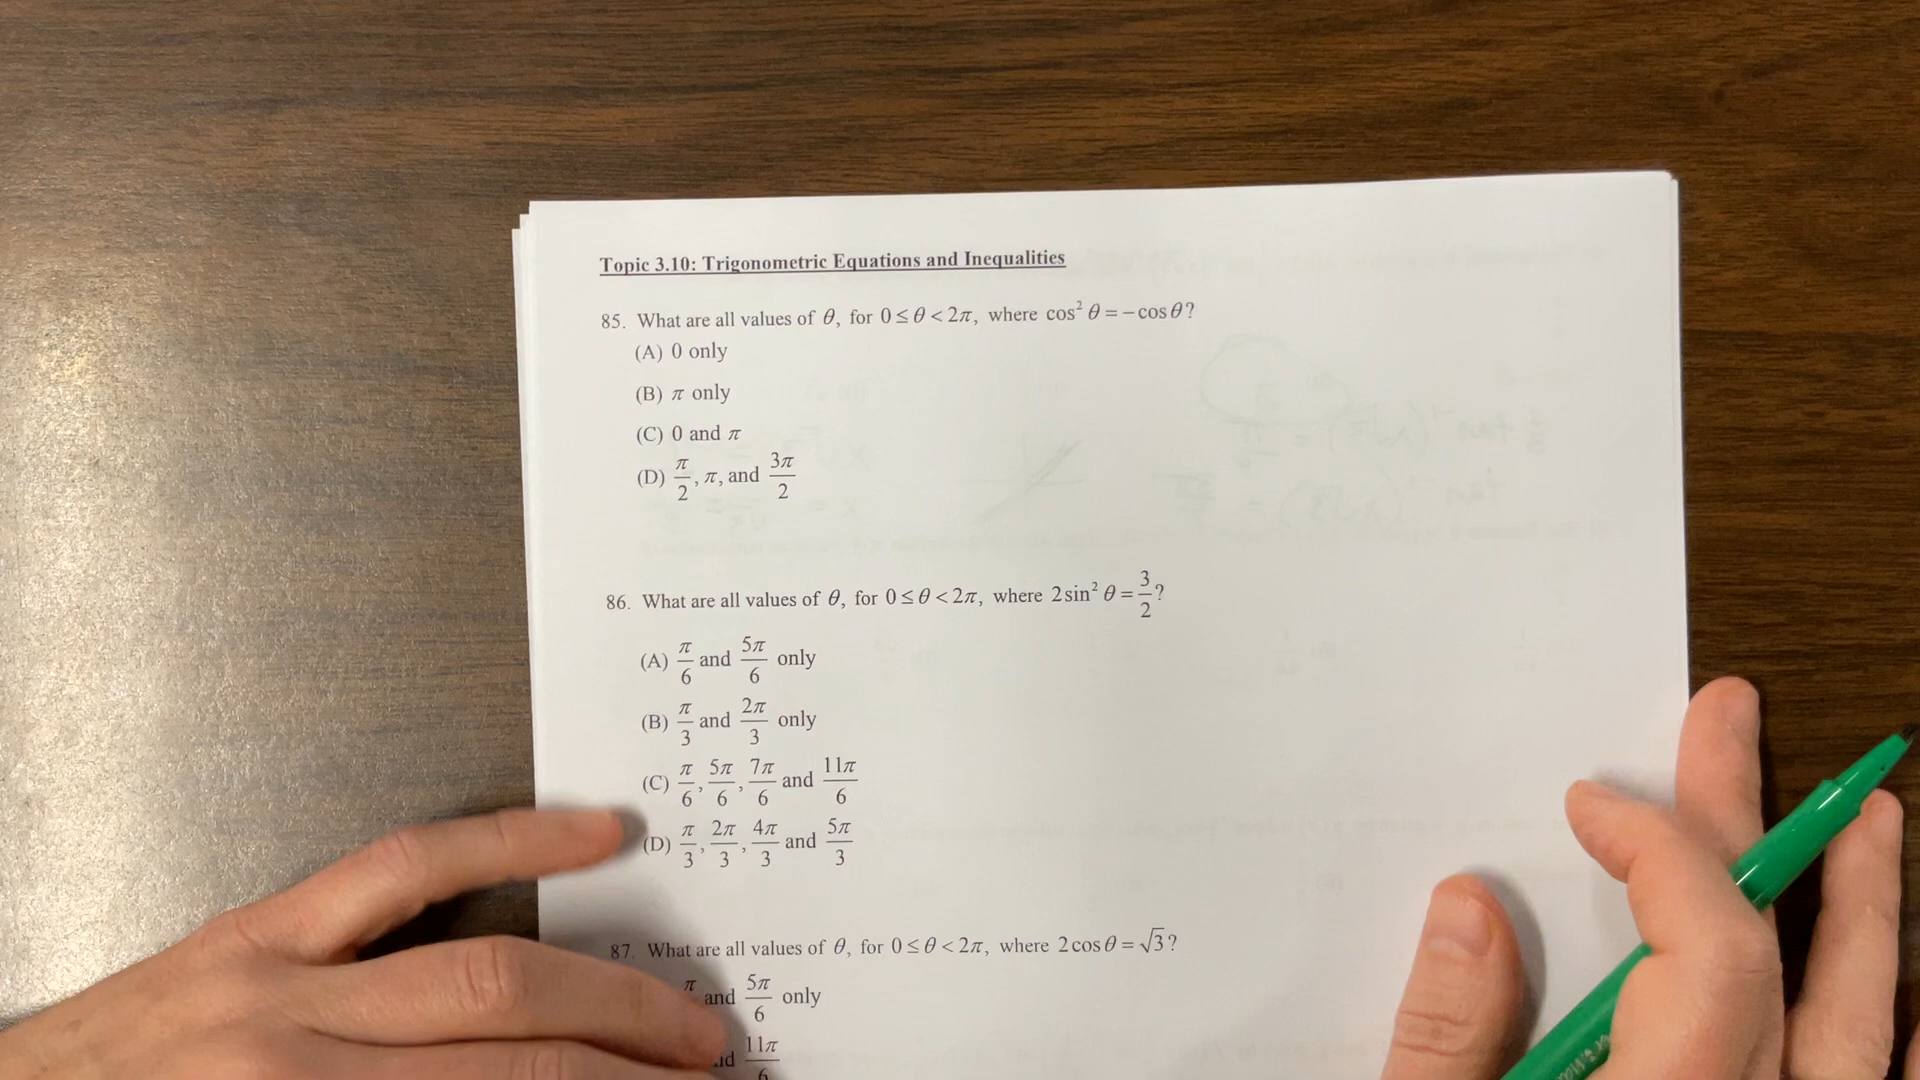 Topic 3.10: Trigonometric Equations and Inequalities
85. What are all values of θ, for 0 ≤ θ < 2π, where cos² θ = −cos θ?
(A) 0 only
(B) π only
(C) 0 and π
(D) π/2, π, and 3π/2
86. What are all values of θ, for 0 ≤ θ < 2π, where 2 sin² θ = 3/2?
(A) π/6 and 5π/6 only
(B) π/3 and 2π/3 only
(C) π/6, 5π/6, 7π/6 and 11π/6
(D) π/3, 2π/3, 4π/3 and 5π/3
87. What are all values of θ, for 0 ≤ θ < 2π, where 2 cos θ = √3?
π and 5π/6 only
11π/6